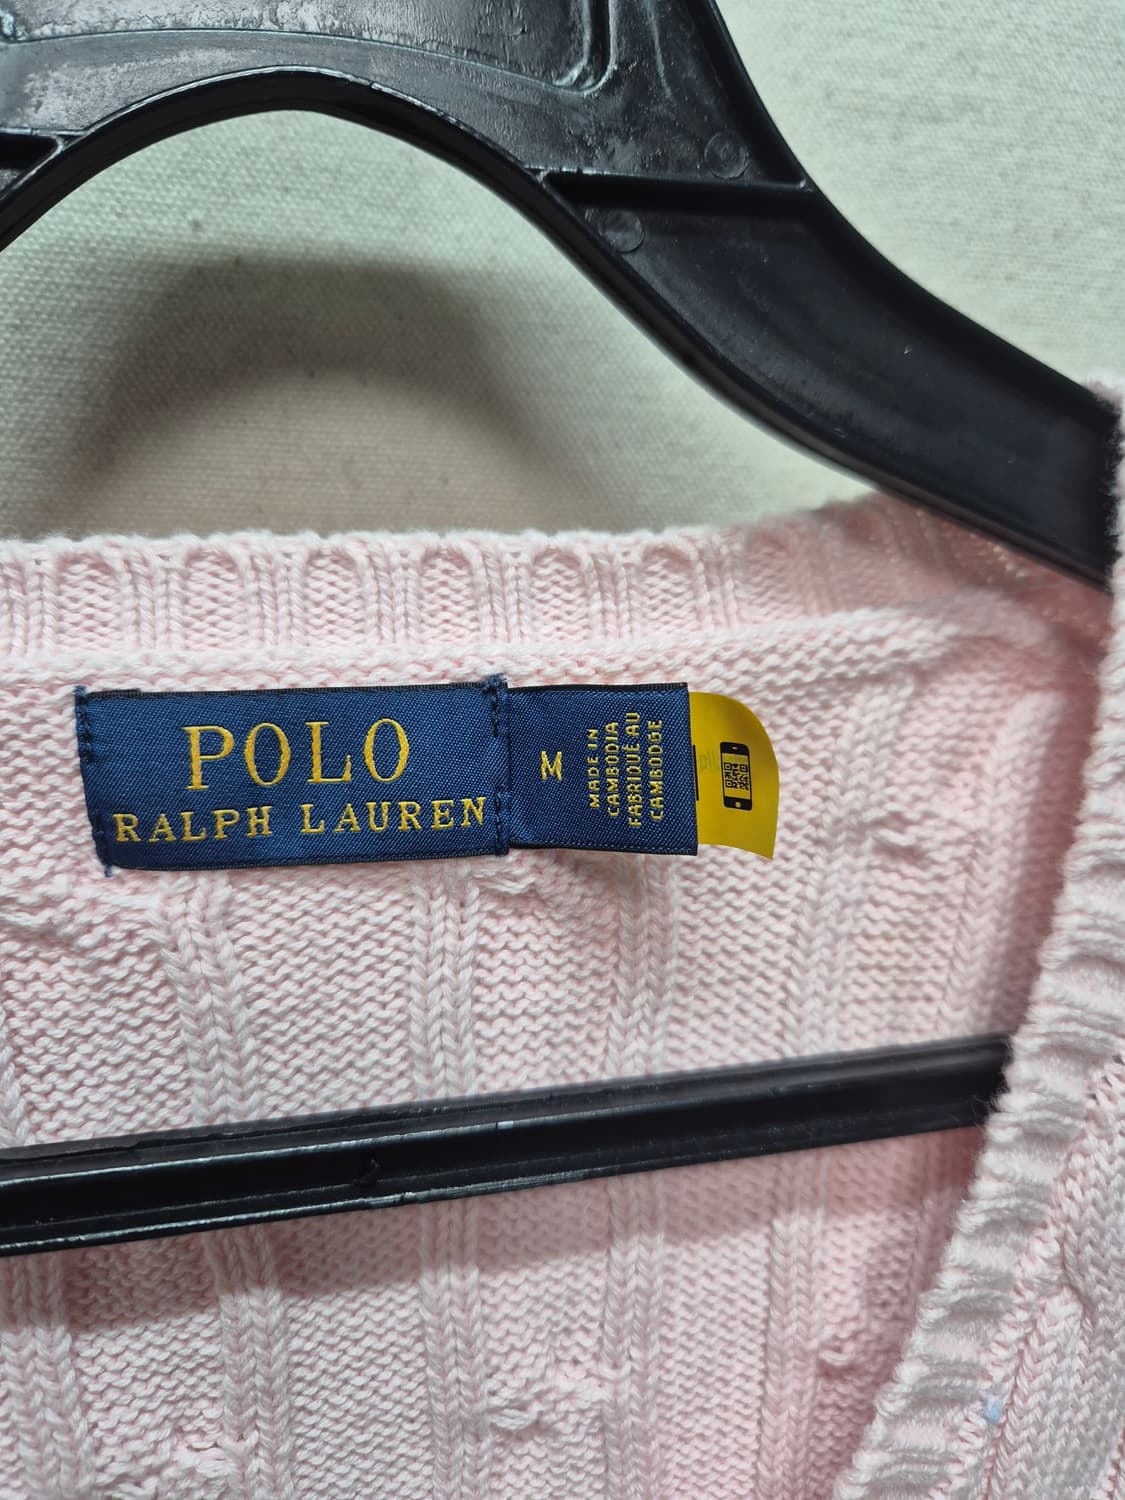 POLO
RALPH LAUREN
M
MADE IN
CAMBODIA
FABRIQUÉ AU
CAMBODGE